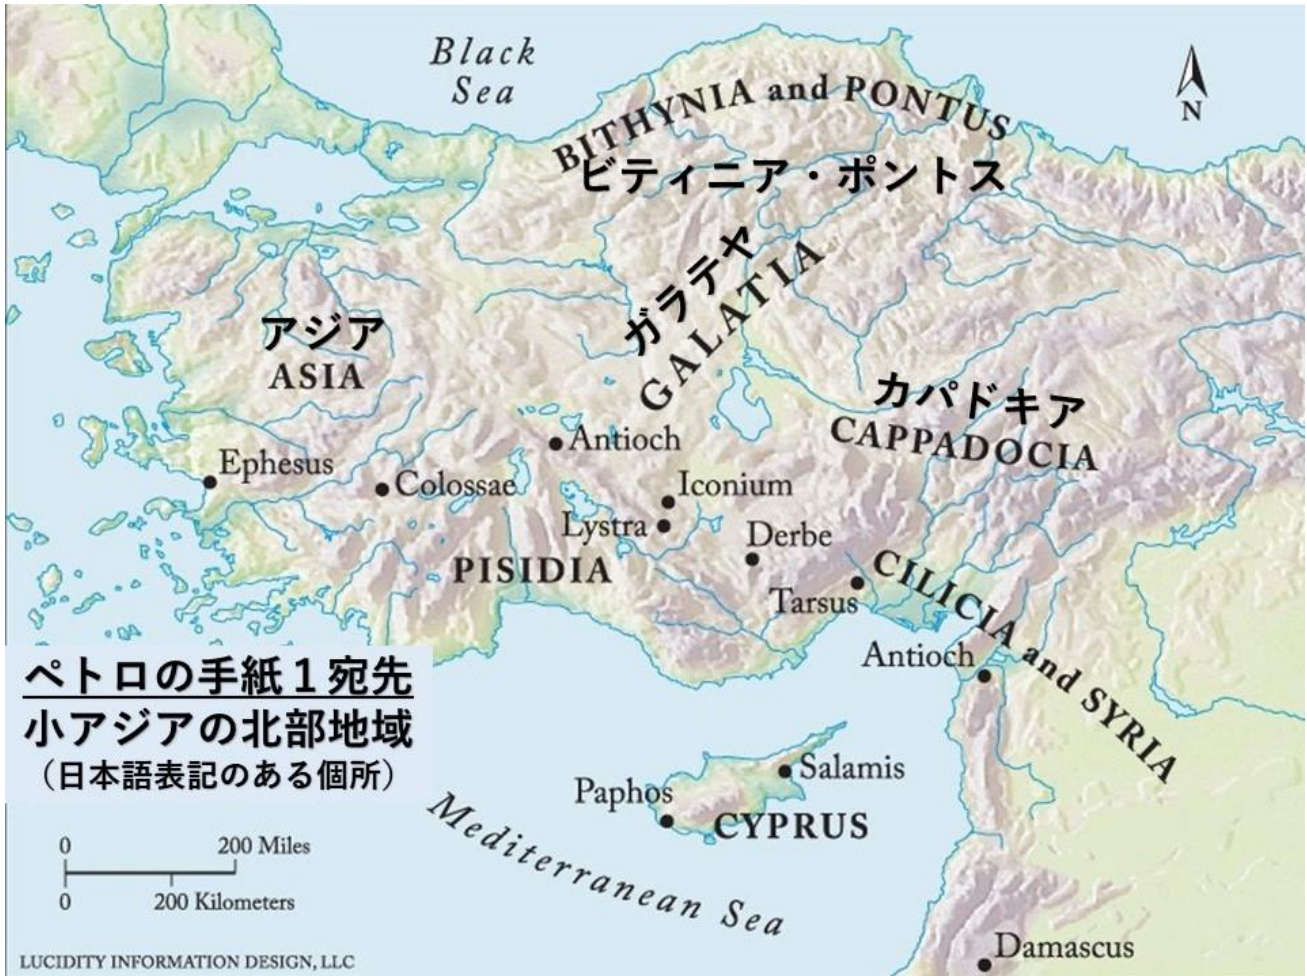 Black
Sea
BITHYNIA and PONTUS
ビティニア・ポントス
N
ガラテヤ
GALATIA
アジア
ASIA
カパドキア
CAPPADOCIA
Antioch
Ephesus
Colossae
Iconium
Lystra
Derbe
PISIDIA
Tarsus
CILICIA and SYRIA
Antioch
ペトロの手紙１宛先
小アジアの北部地域
（日本語表記のある個所）
Salamis
Paphos
CYPRUS
Mediterranean Sea
0 200 Miles
0 200 Kilometers
Damascus
LUCIDITY INFORMATION DESIGN, LLC